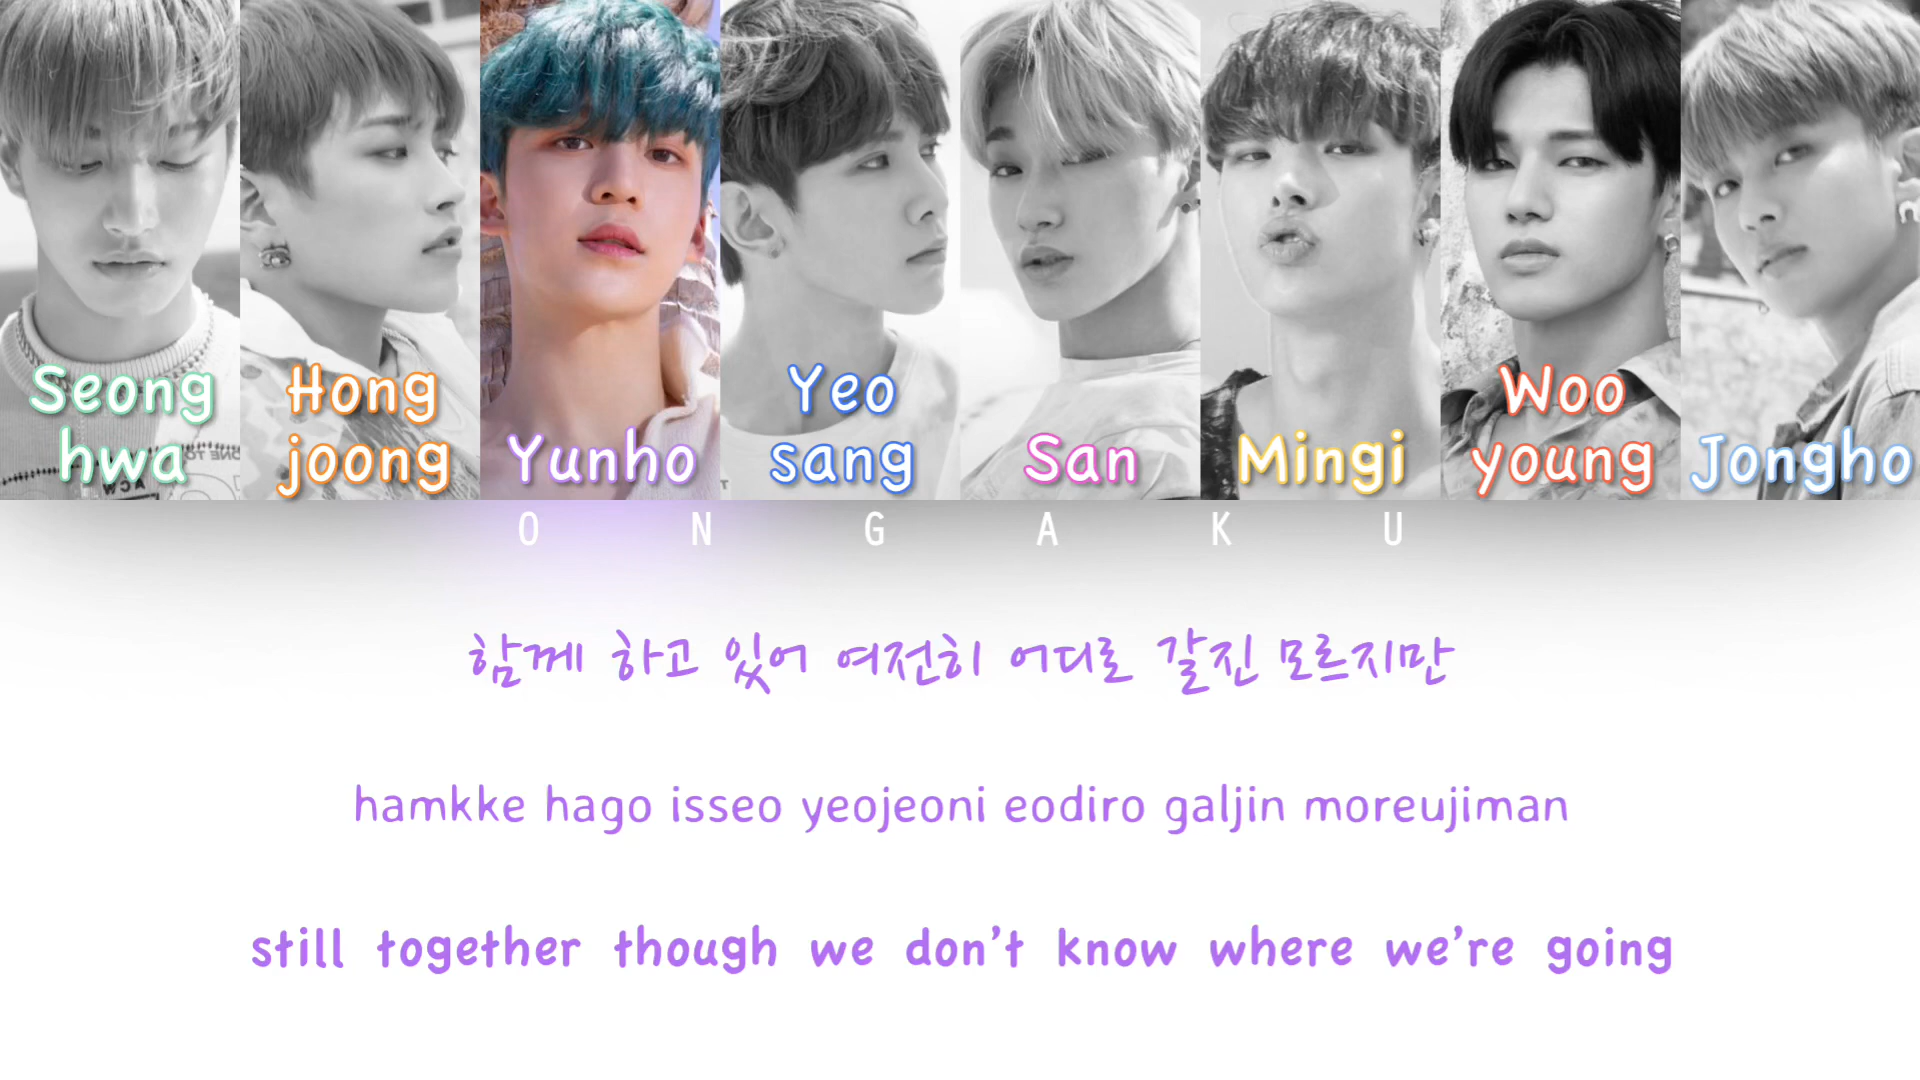 Seong
hwa
Hong
joong
Yunho
Yeo
sang
San
Mingi
Woo
young
Jongho
ONGAKU
함께 하고 있어 여전히 어디로 갈진 모르지만
hamkke hago isseo yeojeoni eodiro galjin moreujiman
still together though we don't know where we're going